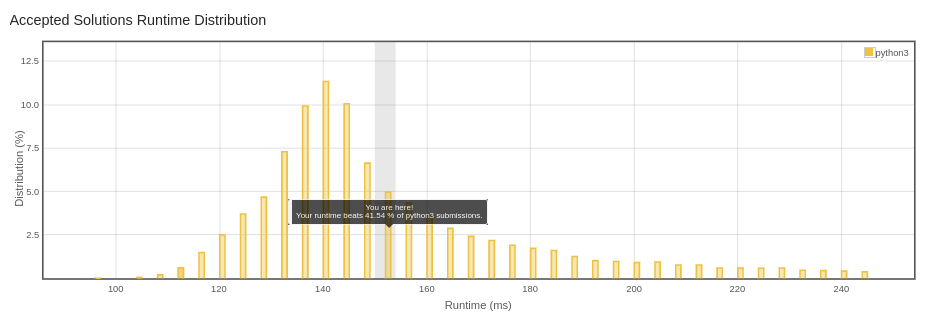 Accepted Solutions Runtime Distribution
python3
12.5
10.0
7.5
5.0
2.5
Distribution (%)
You are here!
Your runtime beats 41.54 % of python3 submissions.
100 120 140 160 180 200 220 240
Runtime (ms)